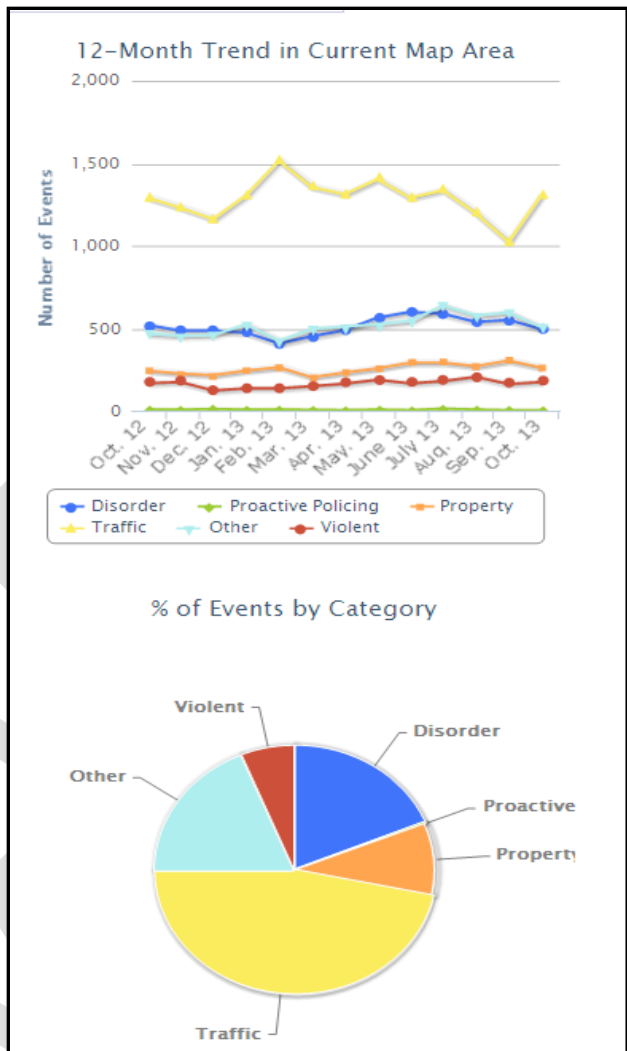 12-Month Trend in Current Map Area
2,000
1,500
1,000
500
0
Number of Events
Oct. 12
Nov. 12
Dec. 12
Jan. 13
Feb. 13
Mar. 13
Apr. 13
May. 13
June 13
July 13
Aug. 13
Sep. 13
Oct. 13
Disorder Proactive Policing Property
Traffic Other Violent
% of Events by Category
Violent
Disorder
Other
Proactive
Property
Traffic